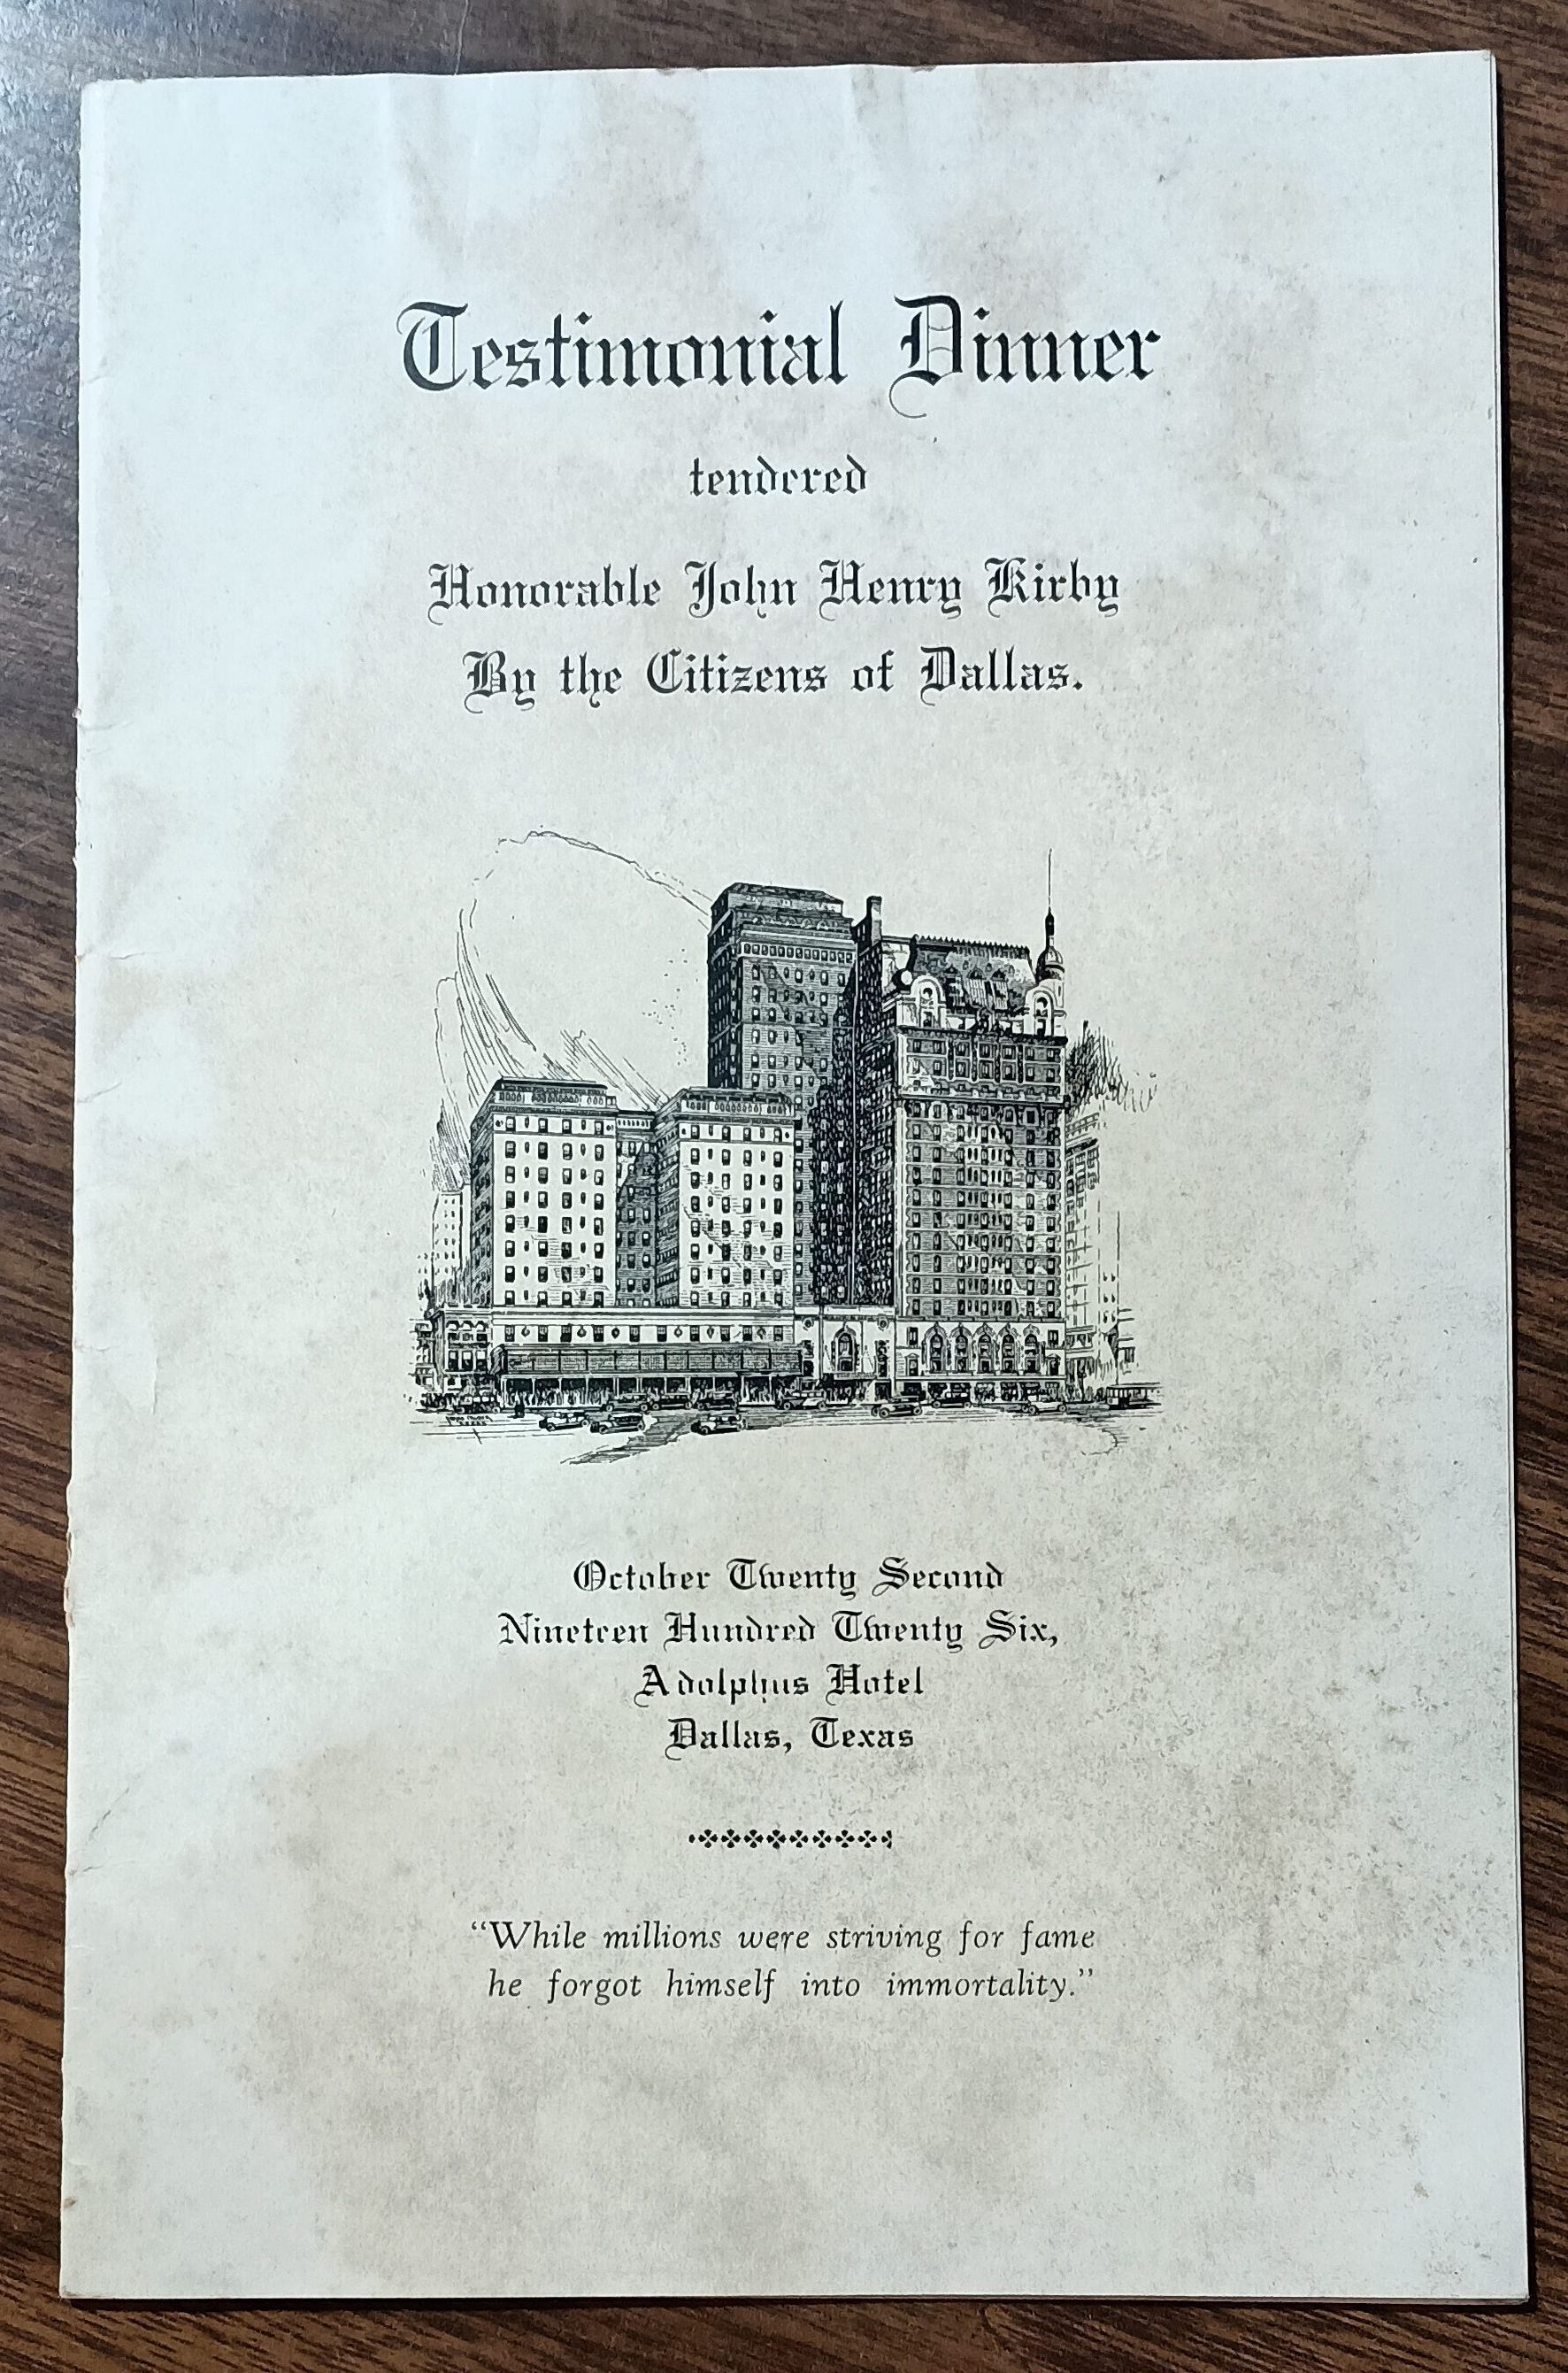 Testimonial Dinner
tendered
Honorable John Henry Kirby
By the Citizens of Dallas.
October Twenty Second
Nineteen Hundred Twenty Six,
Adolphus Hotel
Dallas, Texas
“While millions were striving for fame
he forgot himself into immortality.”